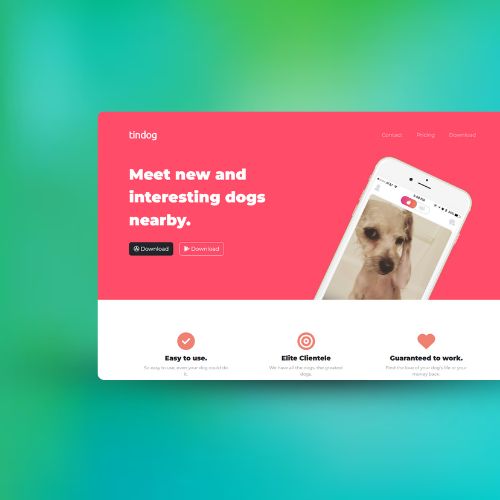 tindog
Contact Pricing Download
Meet new and
interesting dogs
nearby.
Download Download
Easy to use.
So easy to use, even your dog could do
it.
Elite Clientele
We have all the dogs, the greatest
dogs.
Guaranteed to work.
Find the love of your dog's life or your
money back.